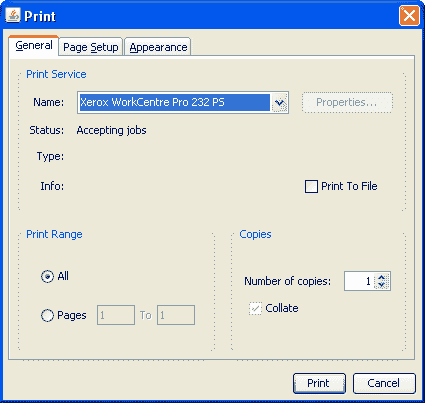 Print
General Page Setup Appearance
Print Service
Name: Xerox WorkCentre Pro 232 PS Properties...
Status: Accepting jobs
Type:
Info: Print To File
Print Range
All
Pages 1 To 1
Copies
Number of copies: 1
Collate
Print Cancel